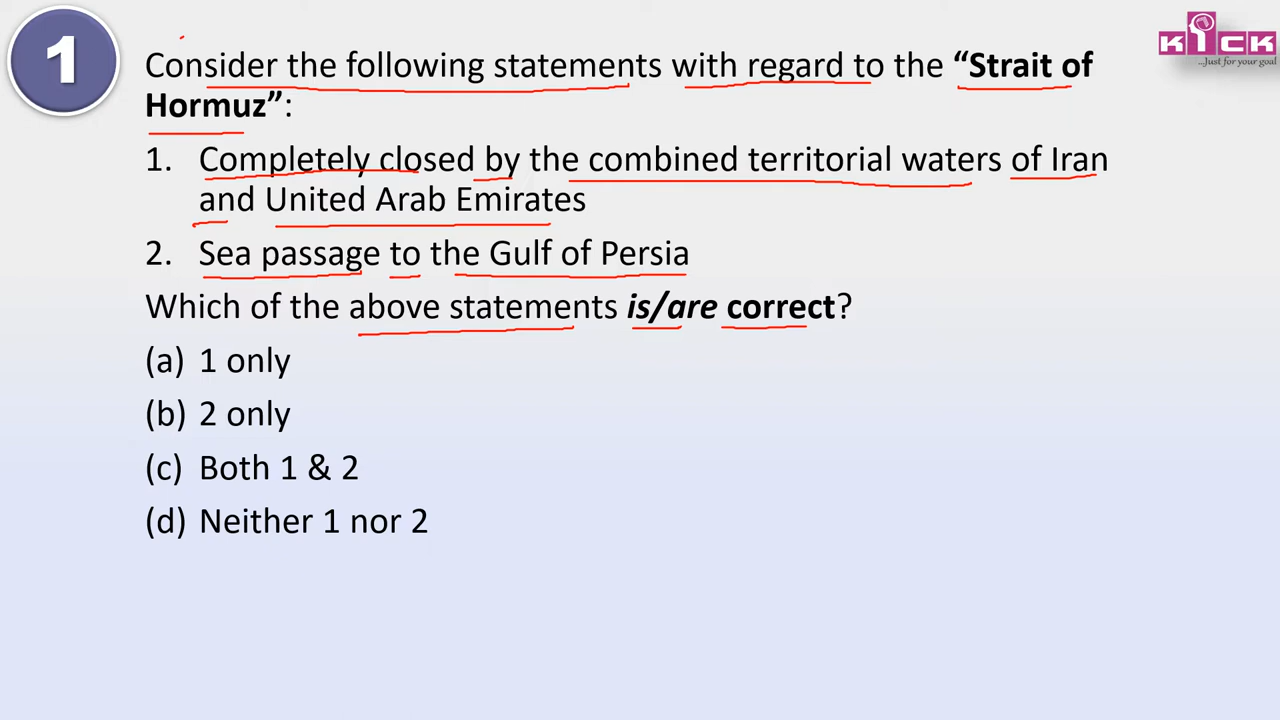 1
KICK
..Just for your goal
Consider the following statements with regard to the “Strait of
Hormuz”:
1. Completely closed by the combined territorial waters of Iran
and United Arab Emirates
2. Sea passage to the Gulf of Persia
Which of the above statements is/are correct?
(a) 1 only
(b) 2 only
(c) Both 1 & 2
(d) Neither 1 nor 2